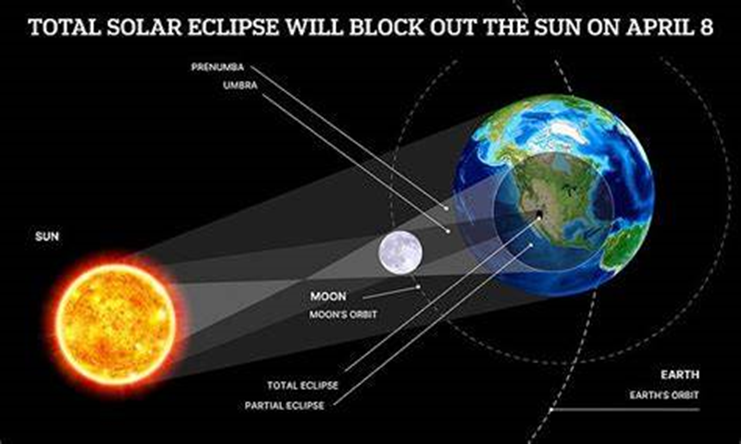 TOTAL SOLAR ECLIPSE WILL BLOCK OUT THE SUN ON APRIL 8
PRENUMBA
UMBRA
SUN
MOON
MOON'S ORBIT
TOTAL ECLIPSE
PARTIAL ECLIPSE
EARTH
EARTH'S ORBIT